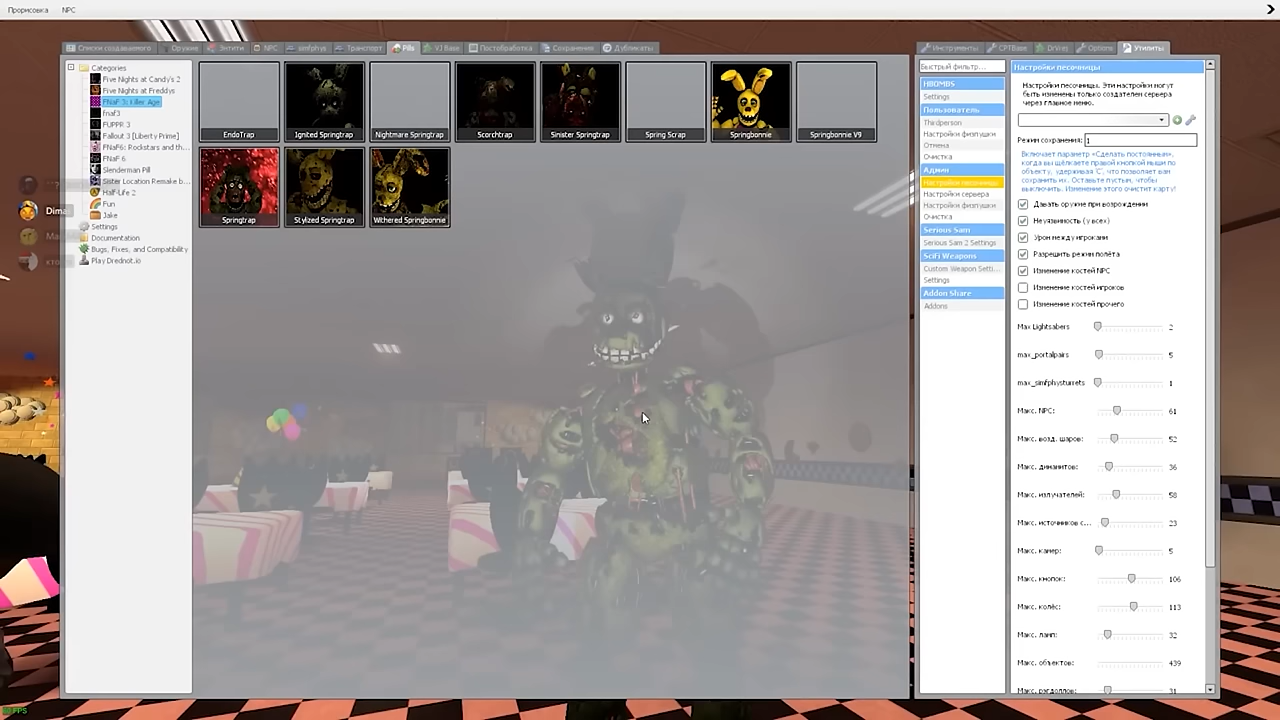 Прорисовка NPC
Списки создаваемого Оружие Энтити NPC simfphys Транспорт Pills VJ Base Постобработка Сохранения Дубликаты
Categories
Five Nights at Candy's 2
Five Nights at Freddys
FNaF 3: Killer Age
fnaf3
FUPPP 3
Fallout 3 [Liberty Prime]
FNaF6: Rockstars and th...
FNaF 6
Slenderman Pill
Sister Location Remake b...
Half-Life 2
Fun
Jake
Settings
Documentation
Bugs, Fixes, and Compatibility
Play Drednot.io
EndoTrap Ignited Springtrap Nightmare Springtrap Scorchtrap Sinister Springtrap Spring Scrap Springbonnie Springbonnie V9
Springtrap Stylized Springtrap Withered Springbonnie
Dima
Инструменты CPTBase DrVrej Options Утилиты
Быстрый фильтр...
HBOMBS
Settings
Пользователь
Thirdperson
Настройки физпушки
Отмена
Очистка
Админ
Настройки песочницы
Настройки сервера
Настройки физпушки
Очистка
Serious Sam
Serious Sam 2 Settings
SciFi Weapons
Custom Weapon Setti...
Settings
Addon Share
Addons
Настройки песочницы
Настройки песочницы. Эти настройки могут
быть изменены только создателем сервера
через главное меню.
Режим сохранения: 1
Включает параметр «Сделать постоянным»,
когда вы щёлкаете правой кнопкой мыши по
объекту, удерживая 'C', что позволяет вам
сохранить их. Оставьте пустым, чтобы
выключить. Изменение этого очистит карту!
Давать оружие при возрождении
Неуязвимость (у всех)
Урон между игроками
Разрешить режим полёта
Изменение костей NPC
Изменение костей игроков
Изменение костей прочего
Max Lightsabers 2
max_portalpairs 5
max_simfphysturrets 1
Макс. NPC: 61
Макс. возд. шаров: 52
Макс. динамитов: 36
Макс. излучателей: 58
Макс. источников с... 23
Макс. камер: 5
Макс. кнопок: 106
Макс. колёс: 113
Макс. ламп: 32
Макс. объектов: 439
Макс. рэгдоллов: 31